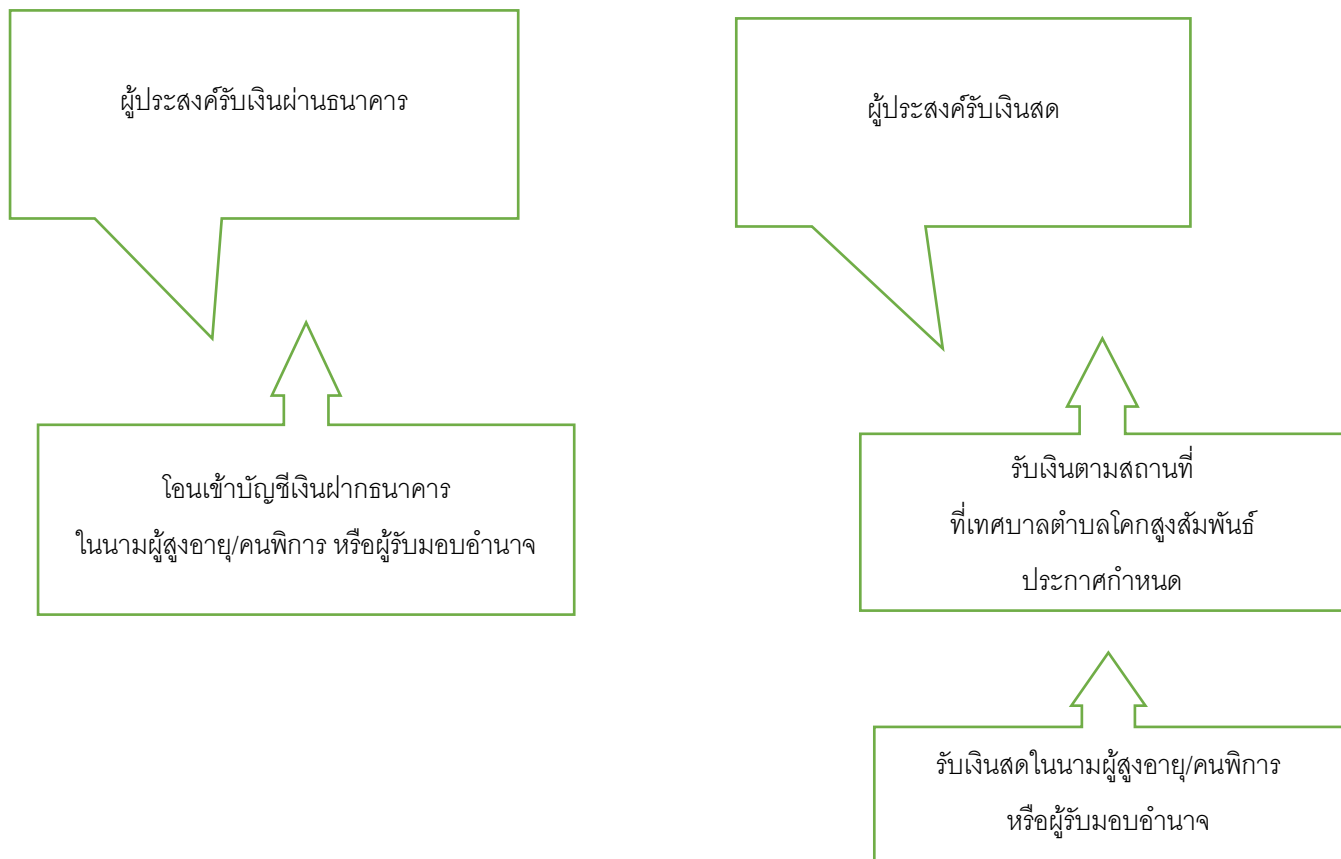 ผู้ประสงค์รับเงินผ่านธนาคาร
ผู้ประสงค์รับเงินสด
โอนเข้าบัญชีเงินฝากธนาคาร
ในนามผู้สูงอายุ/คนพิการ หรือผู้รับมอบอำนาจ
รับเงินตามสถานที่
ที่เทศบาลตำบลโคกสูงสัมพันธ์
ประกาศกำหนด
รับเงินสดในนามผู้สูงอายุ/คนพิการ
หรือผู้รับมอบอำนาจ